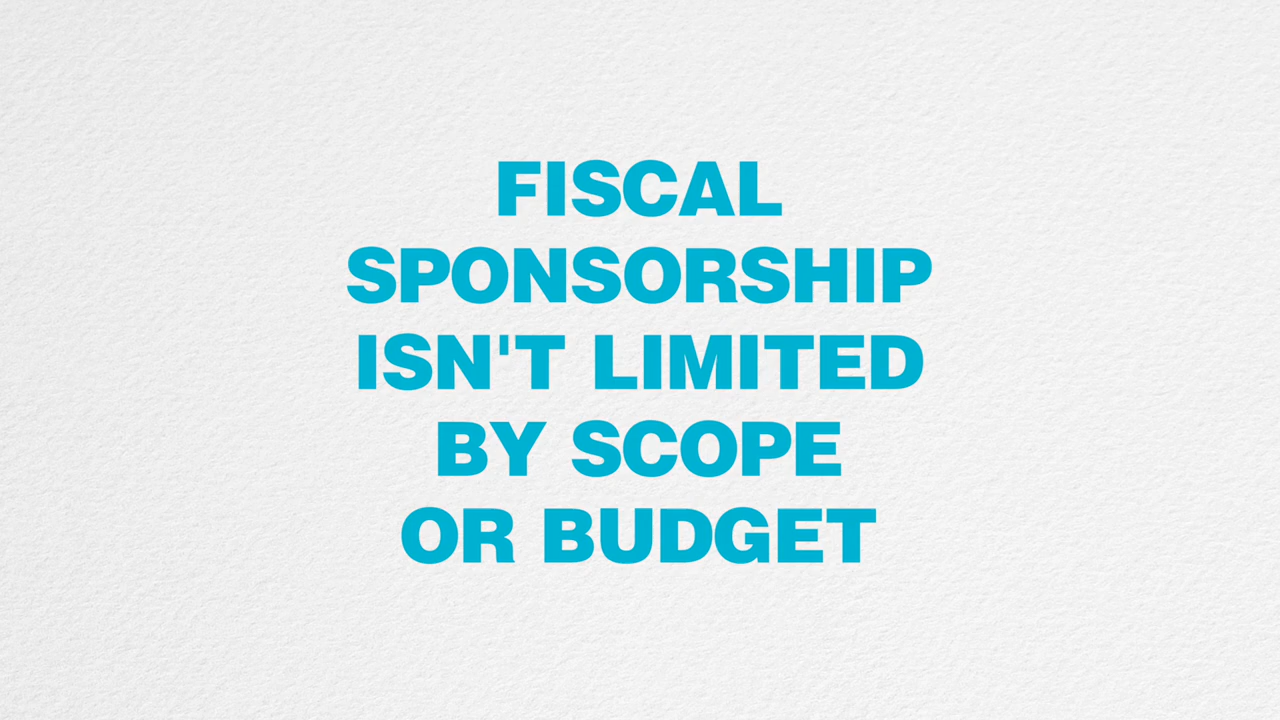 FISCAL
SPONSORSHIP
ISN'T LIMITED
BY SCOPE
OR BUDGET